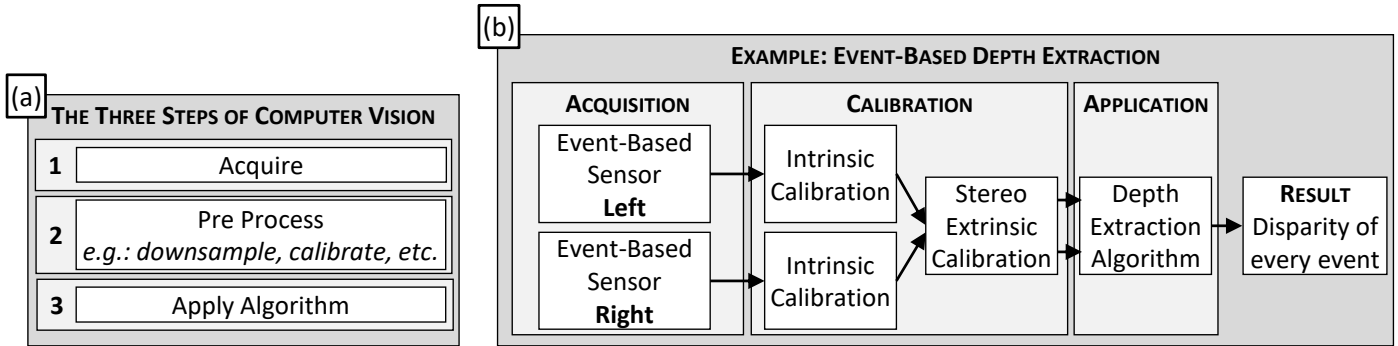 (a)
THE THREE STEPS OF COMPUTER VISION
1
Acquire
2
Pre Process
e.g.: downsample, calibrate, etc.
3
Apply Algorithm
(b)
EXAMPLE: EVENT-BASED DEPTH EXTRACTION
ACQUISITION
Event-Based
Sensor
Left
Event-Based
Sensor
Right
CALIBRATION
Intrinsic
Calibration
Intrinsic
Calibration
Stereo
Extrinsic
Calibration
APPLICATION
Depth
Extraction
Algorithm
RESULT
Disparity of
every event